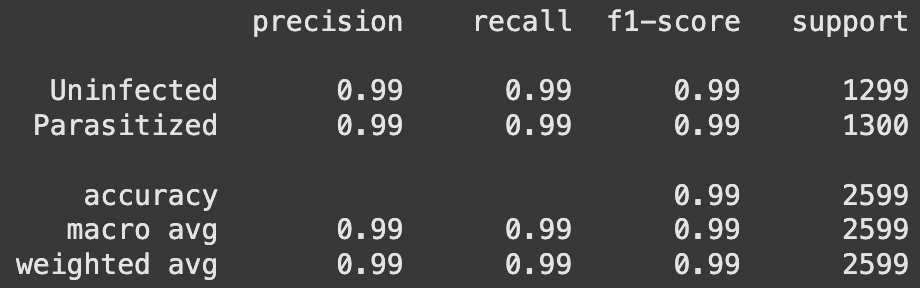 precision recall f1-score support
Uninfected 0.99 0.99 0.99 1299
Parasitized 0.99 0.99 0.99 1300
accuracy 0.99 2599
macro avg 0.99 0.99 0.99 2599
weighted avg 0.99 0.99 0.99 2599